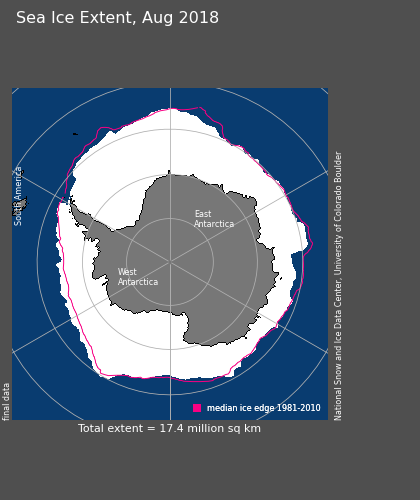 Sea Ice Extent, Aug 2018
South America
East
Antarctica
West
Antarctica
National Snow and Ice Data Center, University of Colorado Boulder
final data
median ice edge 1981-2010
Total extent = 17.4 million sq km